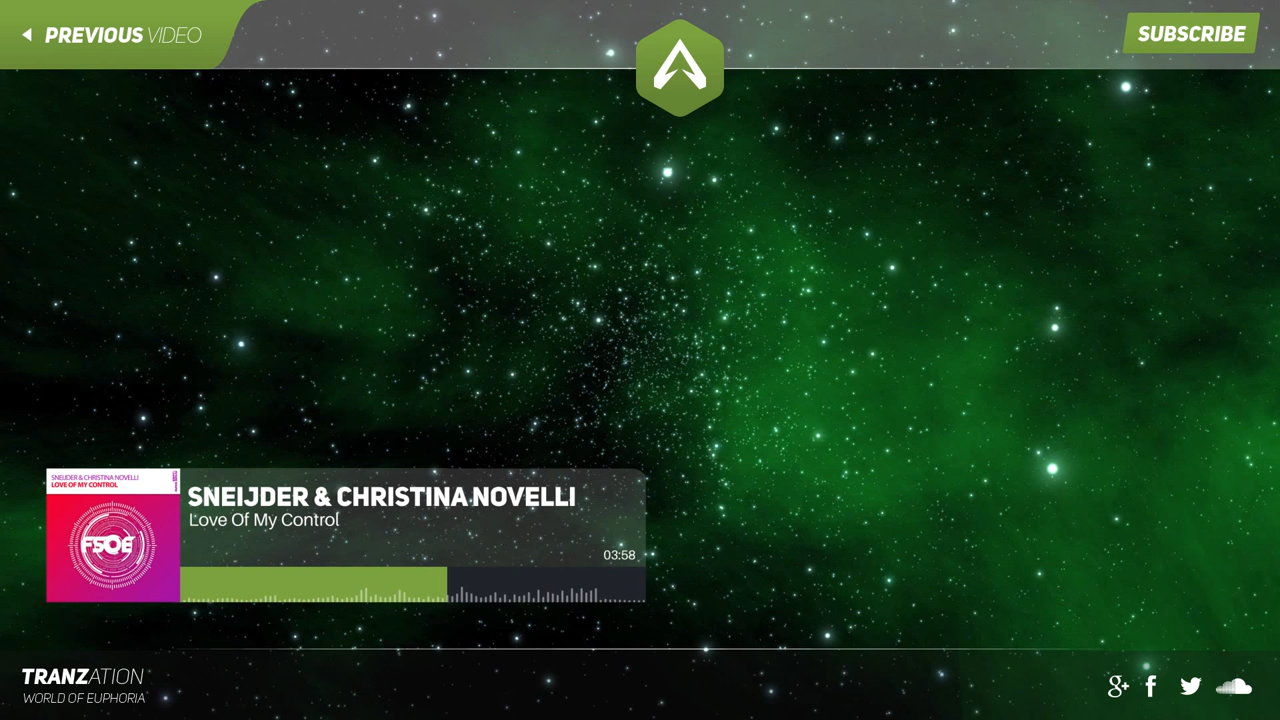 PREVIOUS VIDEO
SUBSCRIBE
SNEIJDER & CHRISTINA NOVELLI
LOVE OF MY CONTROL
FSOE
SNEIJDER & CHRISTINA NOVELLI
Love Of My Control
03:58
TRANZATION
WORLD OF EUPHORIA
g+